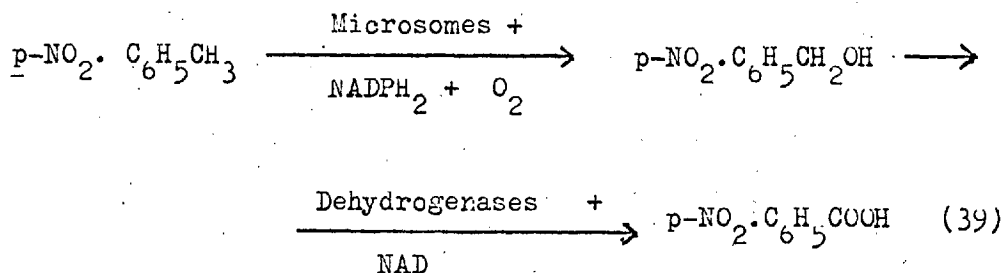 Microsomes +
p-NO2. C6H5CH3 ⟶ p-NO2.C6H5CH2OH ⟶
NADPH2 + O2
Dehydrogenases +
⟶ p-NO2.C6H5COOH (39)
NAD